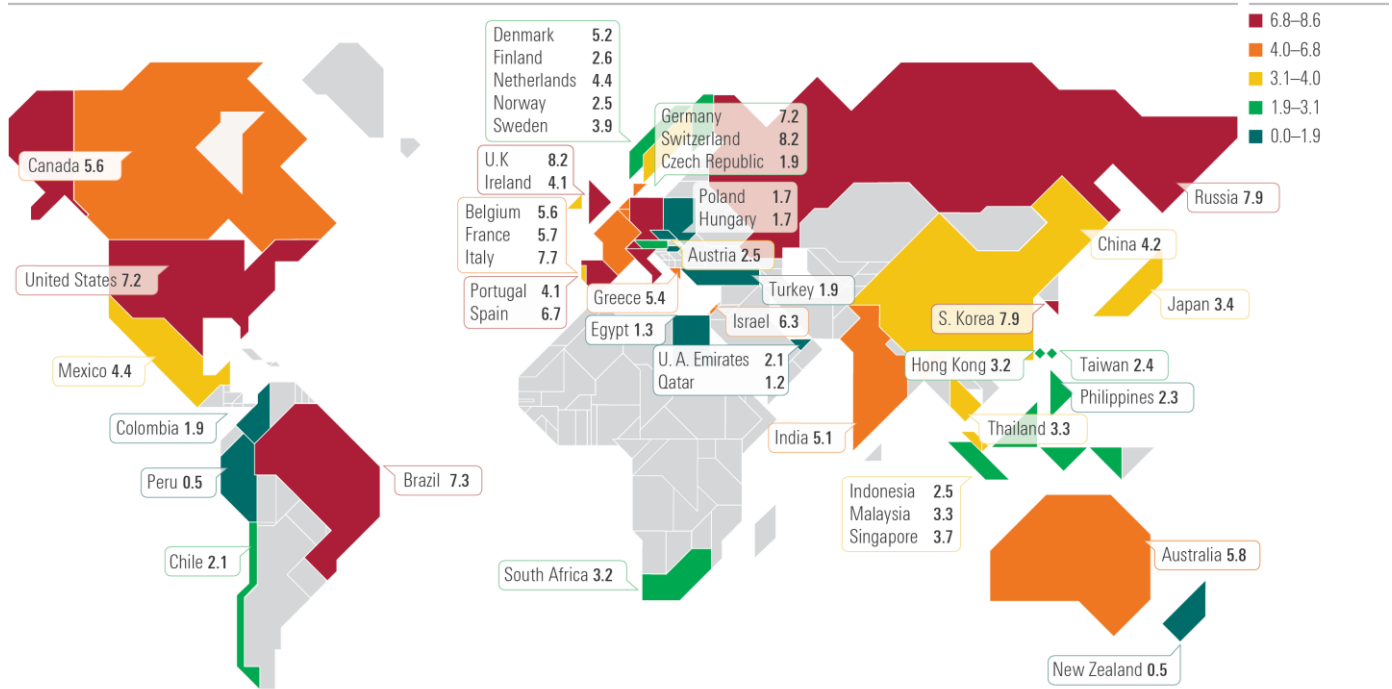 6.8–8.6
4.0–6.8
3.1–4.0
1.9–3.1
0.0–1.9
Denmark 5.2
Finland 2.6
Netherlands 4.4
Norway 2.5
Sweden 3.9
Germany 7.2
Switzerland 8.2
Czech Republic 1.9
Canada 5.6
U.K 8.2
Ireland 4.1
Poland 1.7
Hungary 1.7
Russia 7.9
Belgium 5.6
France 5.7
Italy 7.7
China 4.2
Austria 2.5
United States 7.2
Portugal 4.1
Spain 6.7
Greece 5.4
Turkey 1.9
Japan 3.4
Egypt 1.3
Israel 6.3
S. Korea 7.9
U. A. Emirates 2.1
Qatar 1.2
Hong Kong 3.2
Taiwan 2.4
Mexico 4.4
Philippines 2.3
Colombia 1.9
India 5.1
Thailand 3.3
Peru 0.5
Brazil 7.3
Indonesia 2.5
Malaysia 3.3
Singapore 3.7
Chile 2.1
South Africa 3.2
Australia 5.8
New Zealand 0.5